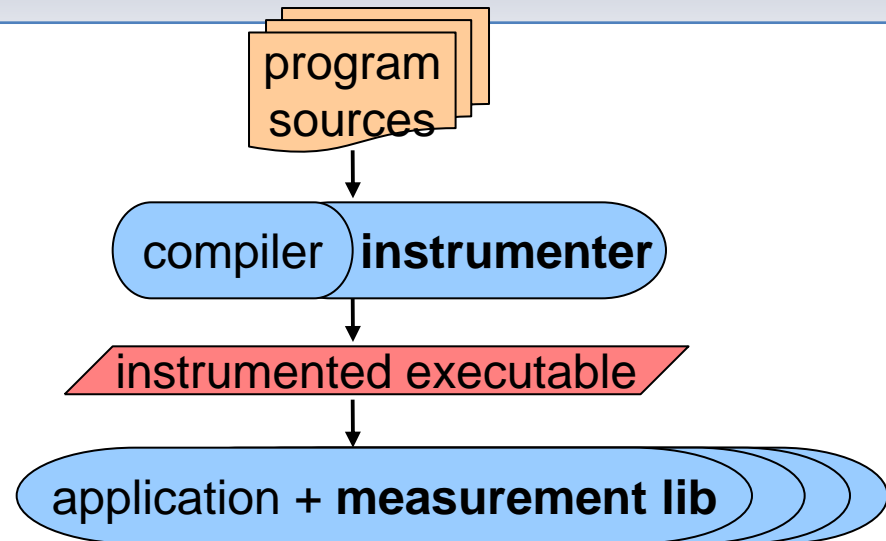 program
sources
compiler instrumenter
instrumented executable
application + measurement lib